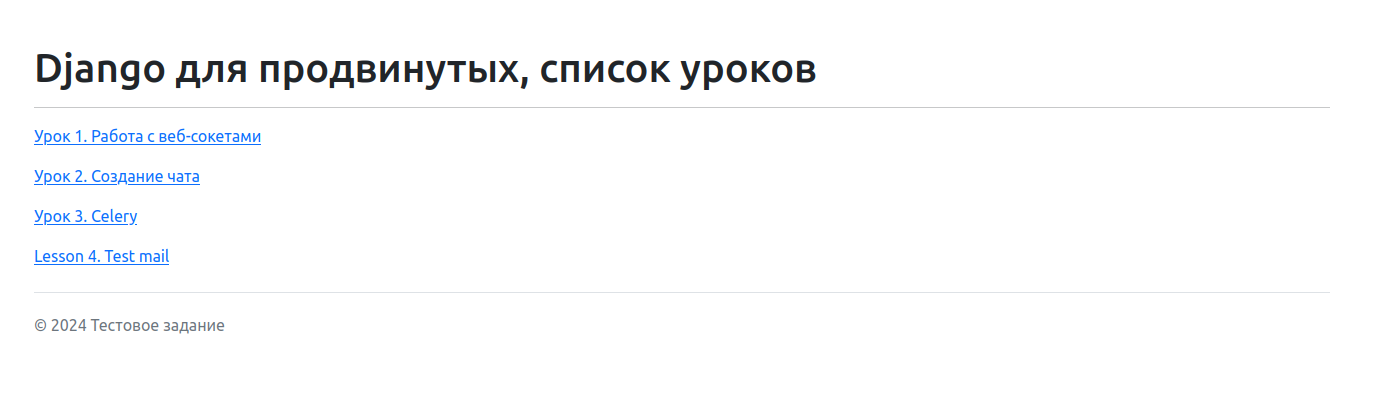 Django для продвинутых, список уроков
Урок 1. Работа с веб-сокетами
Урок 2. Создание чата
Урок 3. Celery
Lesson 4. Test mail
© 2024 Тестовое задание